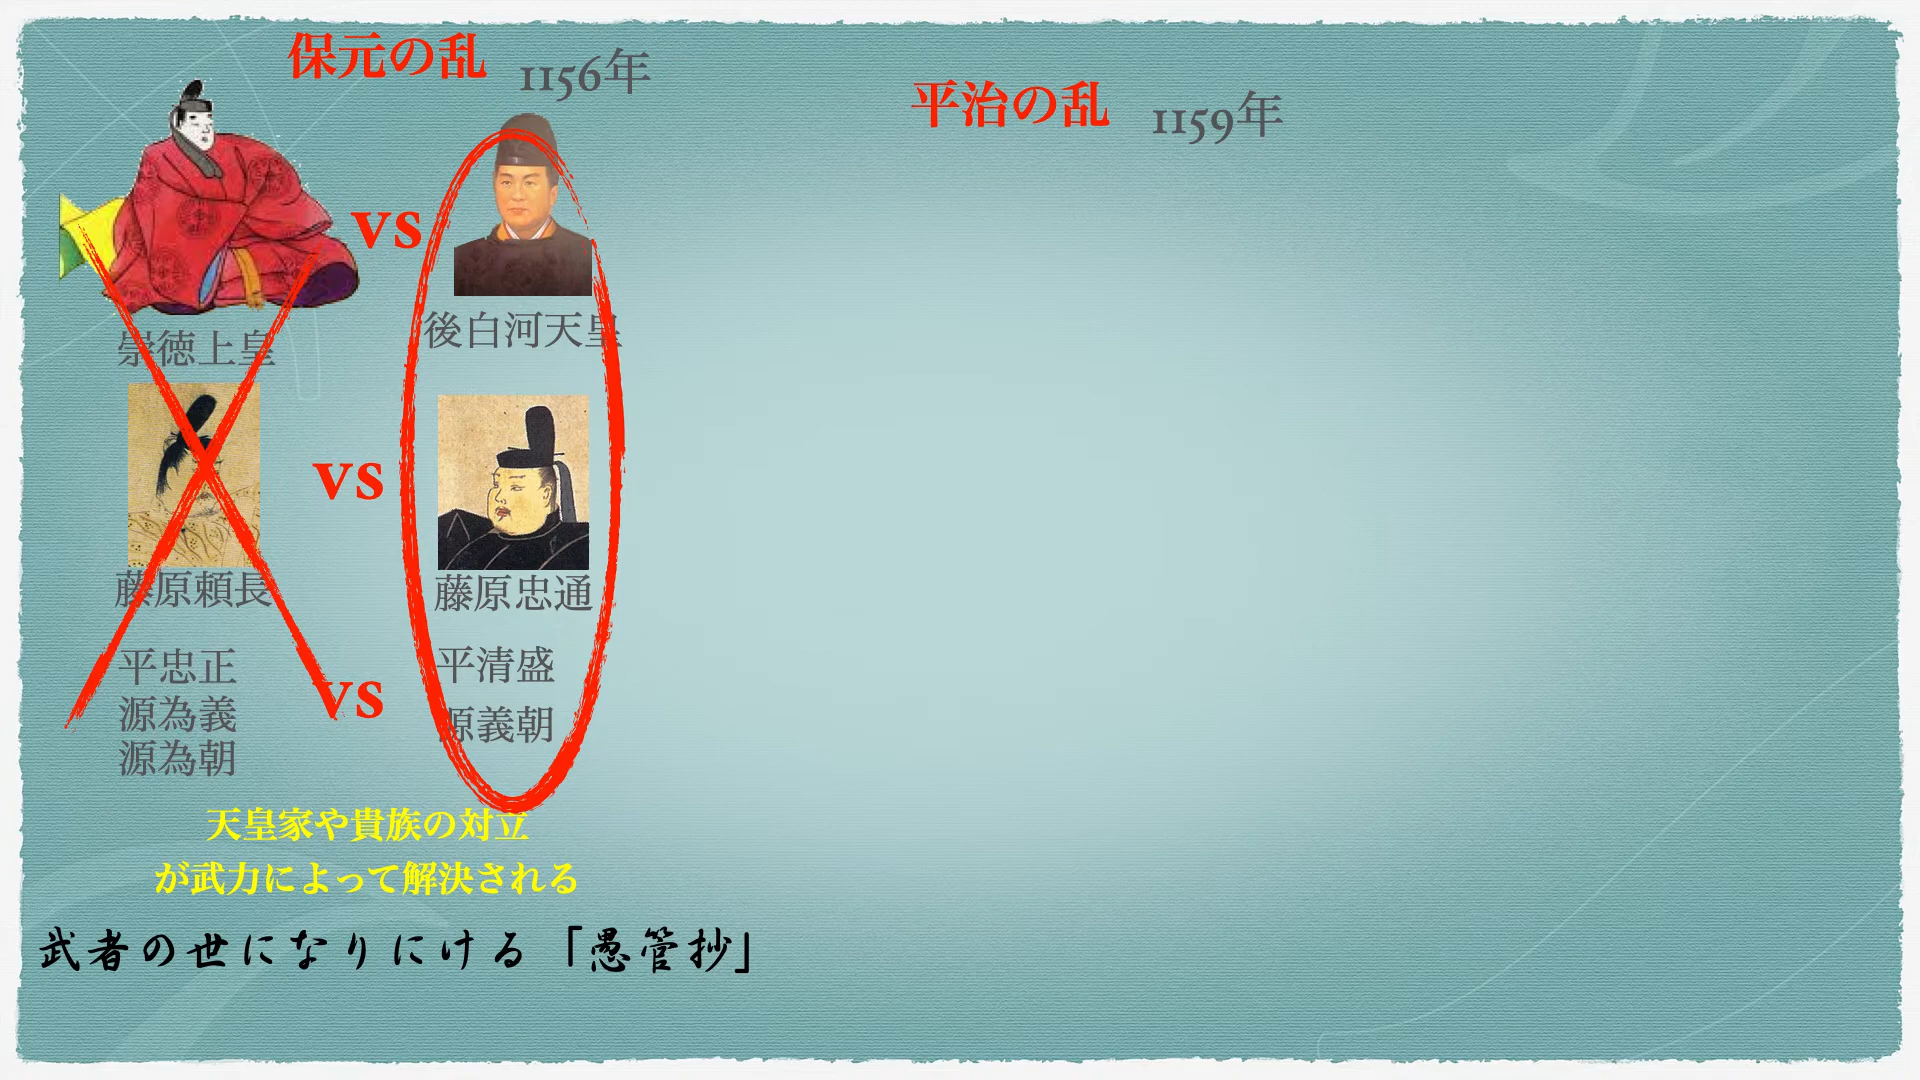 保元の乱 1156年
vs
崇徳上皇
後白河天皇
vs
藤原頼長
藤原忠通
平忠正
源為義
源為朝
vs
平清盛
源義朝
天皇家や貴族の対立
が武力によって解決される
武者の世になりにける「愚管抄」
平治の乱 1159年